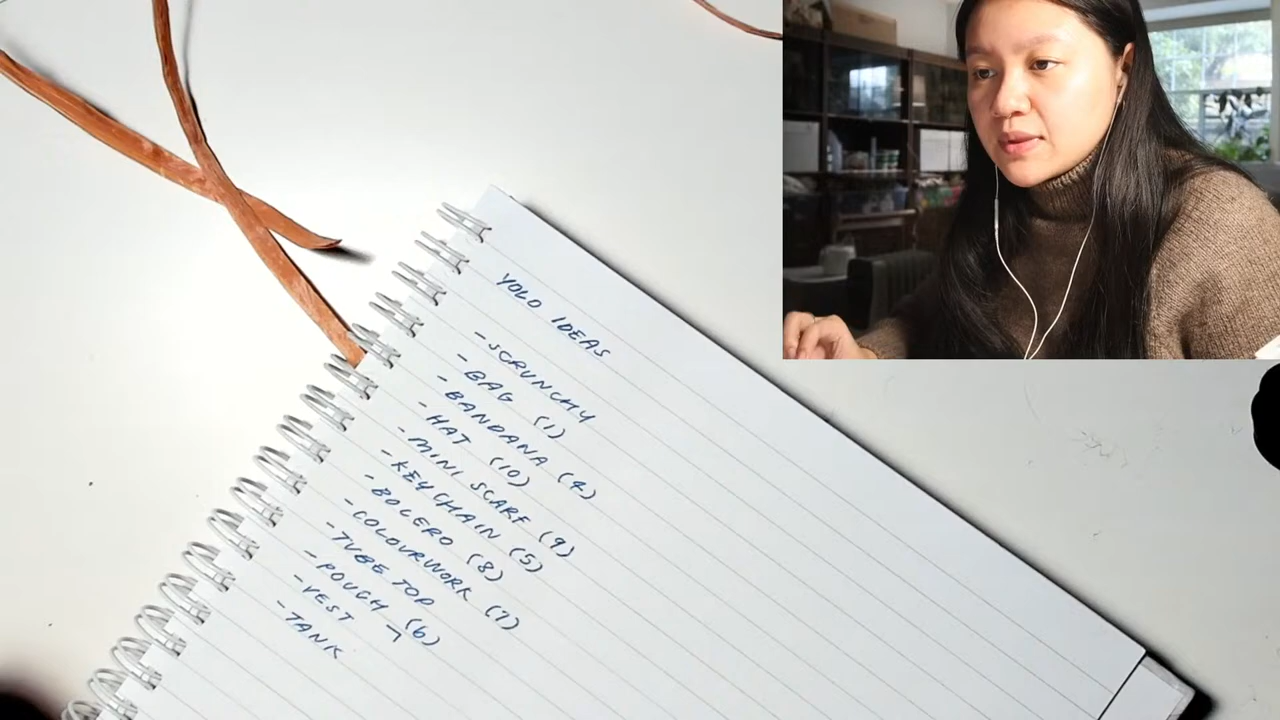 YOLO IDEAS
- SCRUNCHY
- BAG (1)
- BANDANA (4)
- HAT (10)
- MINI SCARF (9)
- KEYCHAIN (5)
- BOLERO (8)
- COLOURWORK (7)
- TUBE TOP
- POUCH (6)
- VEST ¬
- TANK